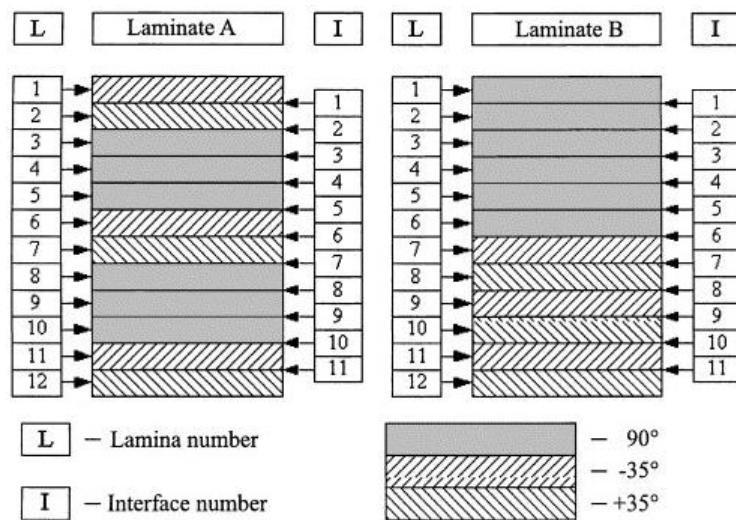 L Laminate A I L Laminate B I
1 1
2 1 2 1
3 2 3 2
4 3 4 3
5 4 5 4
6 5 6 5
7 6 7 6
8 7 8 7
9 8 9 8
10 9 10 9
11 10 11 10
12 11 12 11
L – Lamina number
I – Interface number
– 90°
– -35°
– +35°